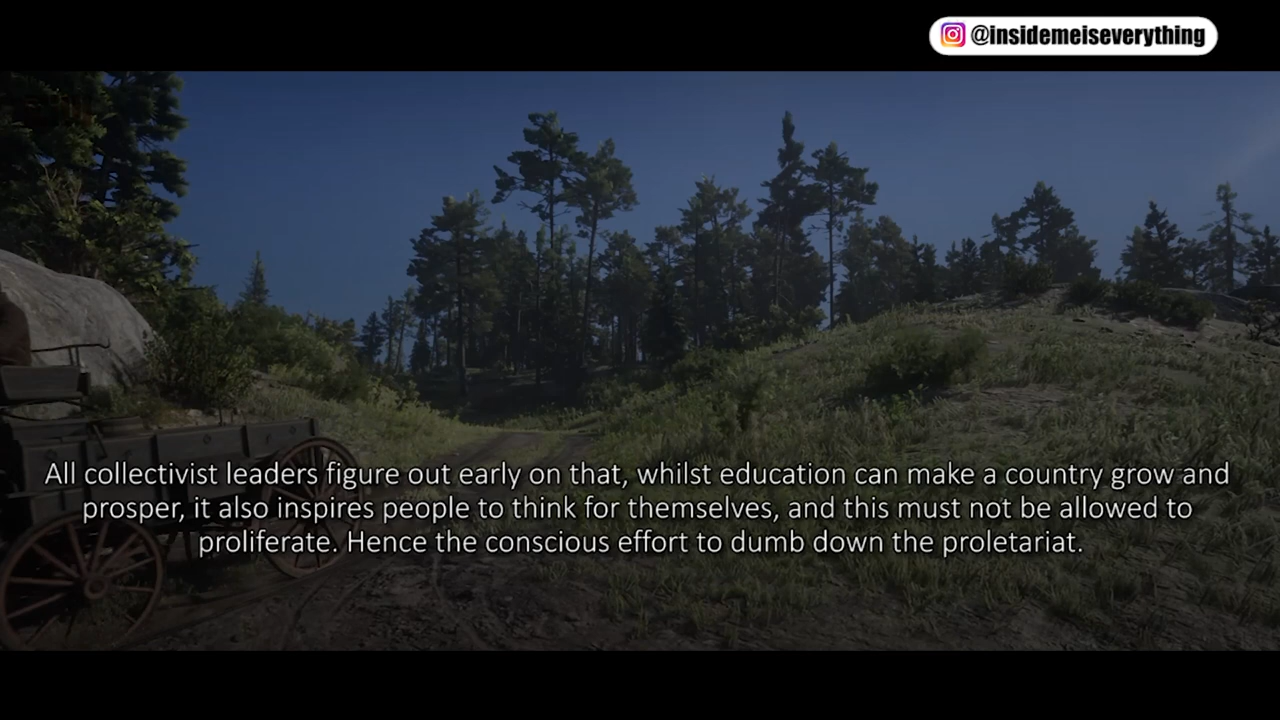 @insidemeiseverything
All collectivist leaders figure out early on that, whilst education can make a country grow and
prosper, it also inspires people to think for themselves, and this must not be allowed to
proliferate. Hence the conscious effort to dumb down the proletariat.